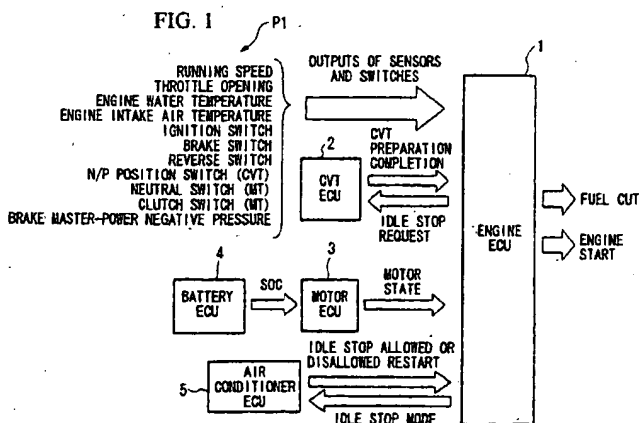 FIG. 1
P1
RUNNING SPEED
THROTTLE OPENING
ENGINE WATER TEMPERATURE
ENGINE INTAKE AIR TEMPERATURE
IGNITION SWITCH
BRAKE SWITCH
REVERSE SWITCH
N/P POSITION SWITCH (CVT)
NEUTRAL SWITCH (MT)
CLUTCH SWITCH (MT)
BRAKE MASTER-POWER NEGATIVE PRESSURE
OUTPUTS OF SENSORS
AND SWITCHES
1
2
CVT
ECU
CVT
PREPARATION
COMPLETION
IDLE STOP
REQUEST
ENGINE
ECU
FUEL CUT
ENGINE
START
4
BATTERY
ECU
SOC
3
MOTOR
ECU
MOTOR
STATE
5
AIR
CONDITIONER
ECU
IDLE STOP ALLOWED OR
DISALLOWED RESTART
IDLE STOP MODE